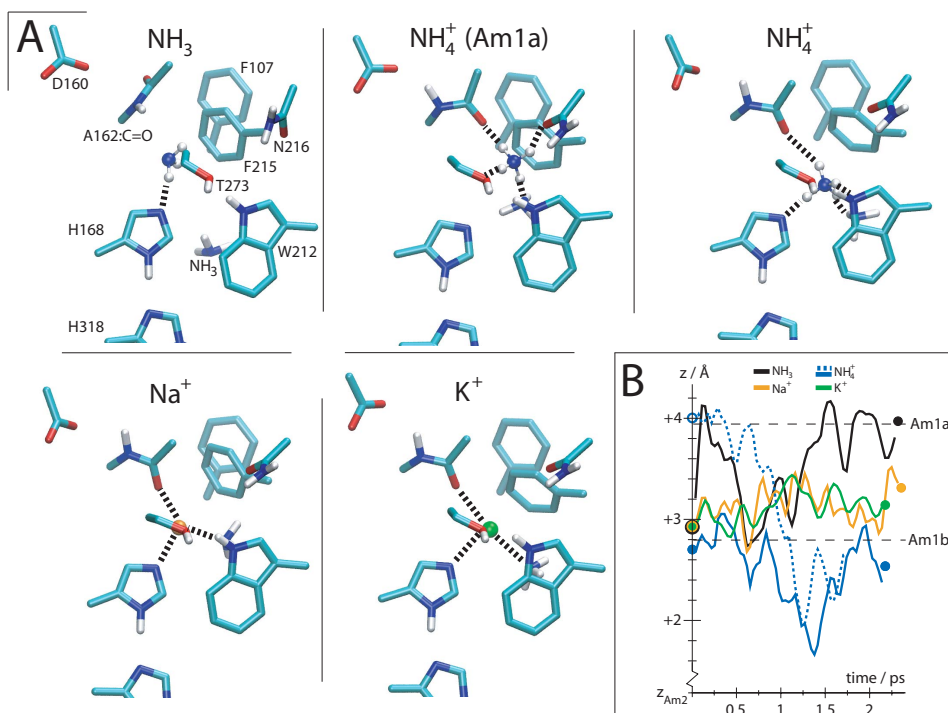 A
NH₃
D160
F107
A162:C=O
N216
F215
T273
H168
NH₃
W212
H318
NH₄⁺ (Am1a)
NH₄⁺
Na⁺
K⁺
B
z / Å
NH₃
NH₄⁺
Na⁺
K⁺
+4
Am1a
+3
Am1b
+2
time / ps
z_Am2
0.5
1
1.5
2